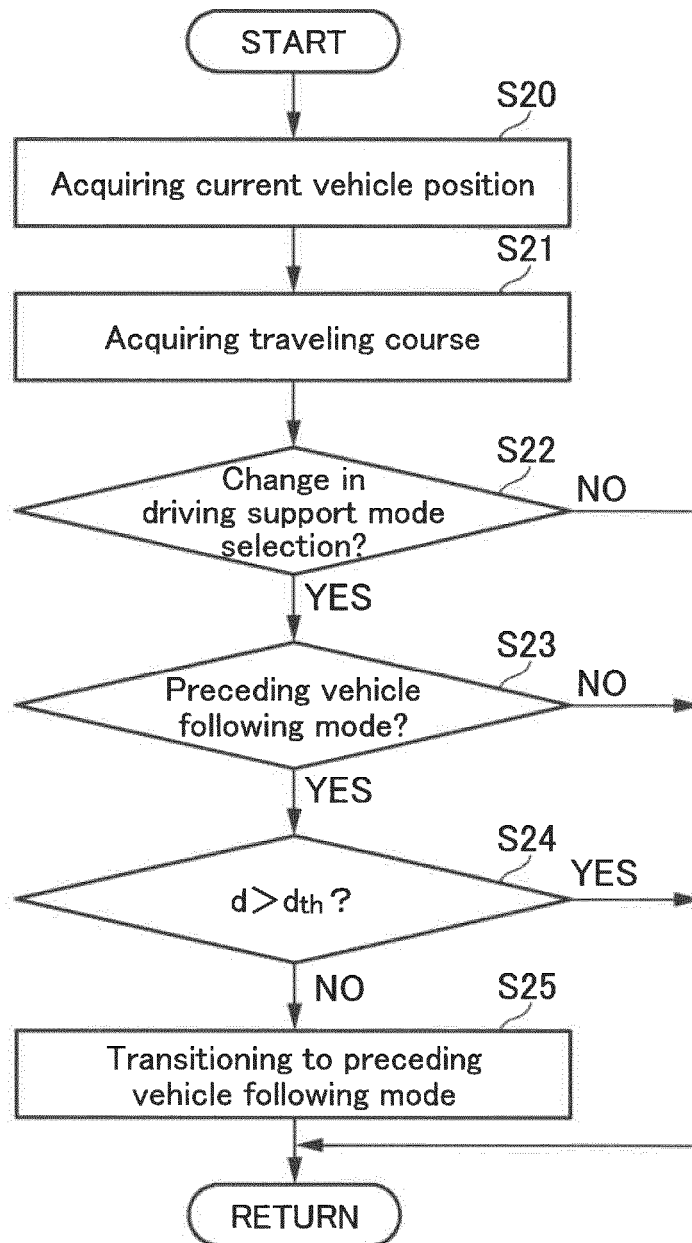 START
S20
Acquiring current vehicle position
S21
Acquiring traveling course
S22
Change in
driving support mode
selection?
NO
YES
S23
Preceding vehicle
following mode?
NO
YES
S24
d>dth?
YES
NO
S25
Transitioning to preceding
vehicle following mode
RETURN